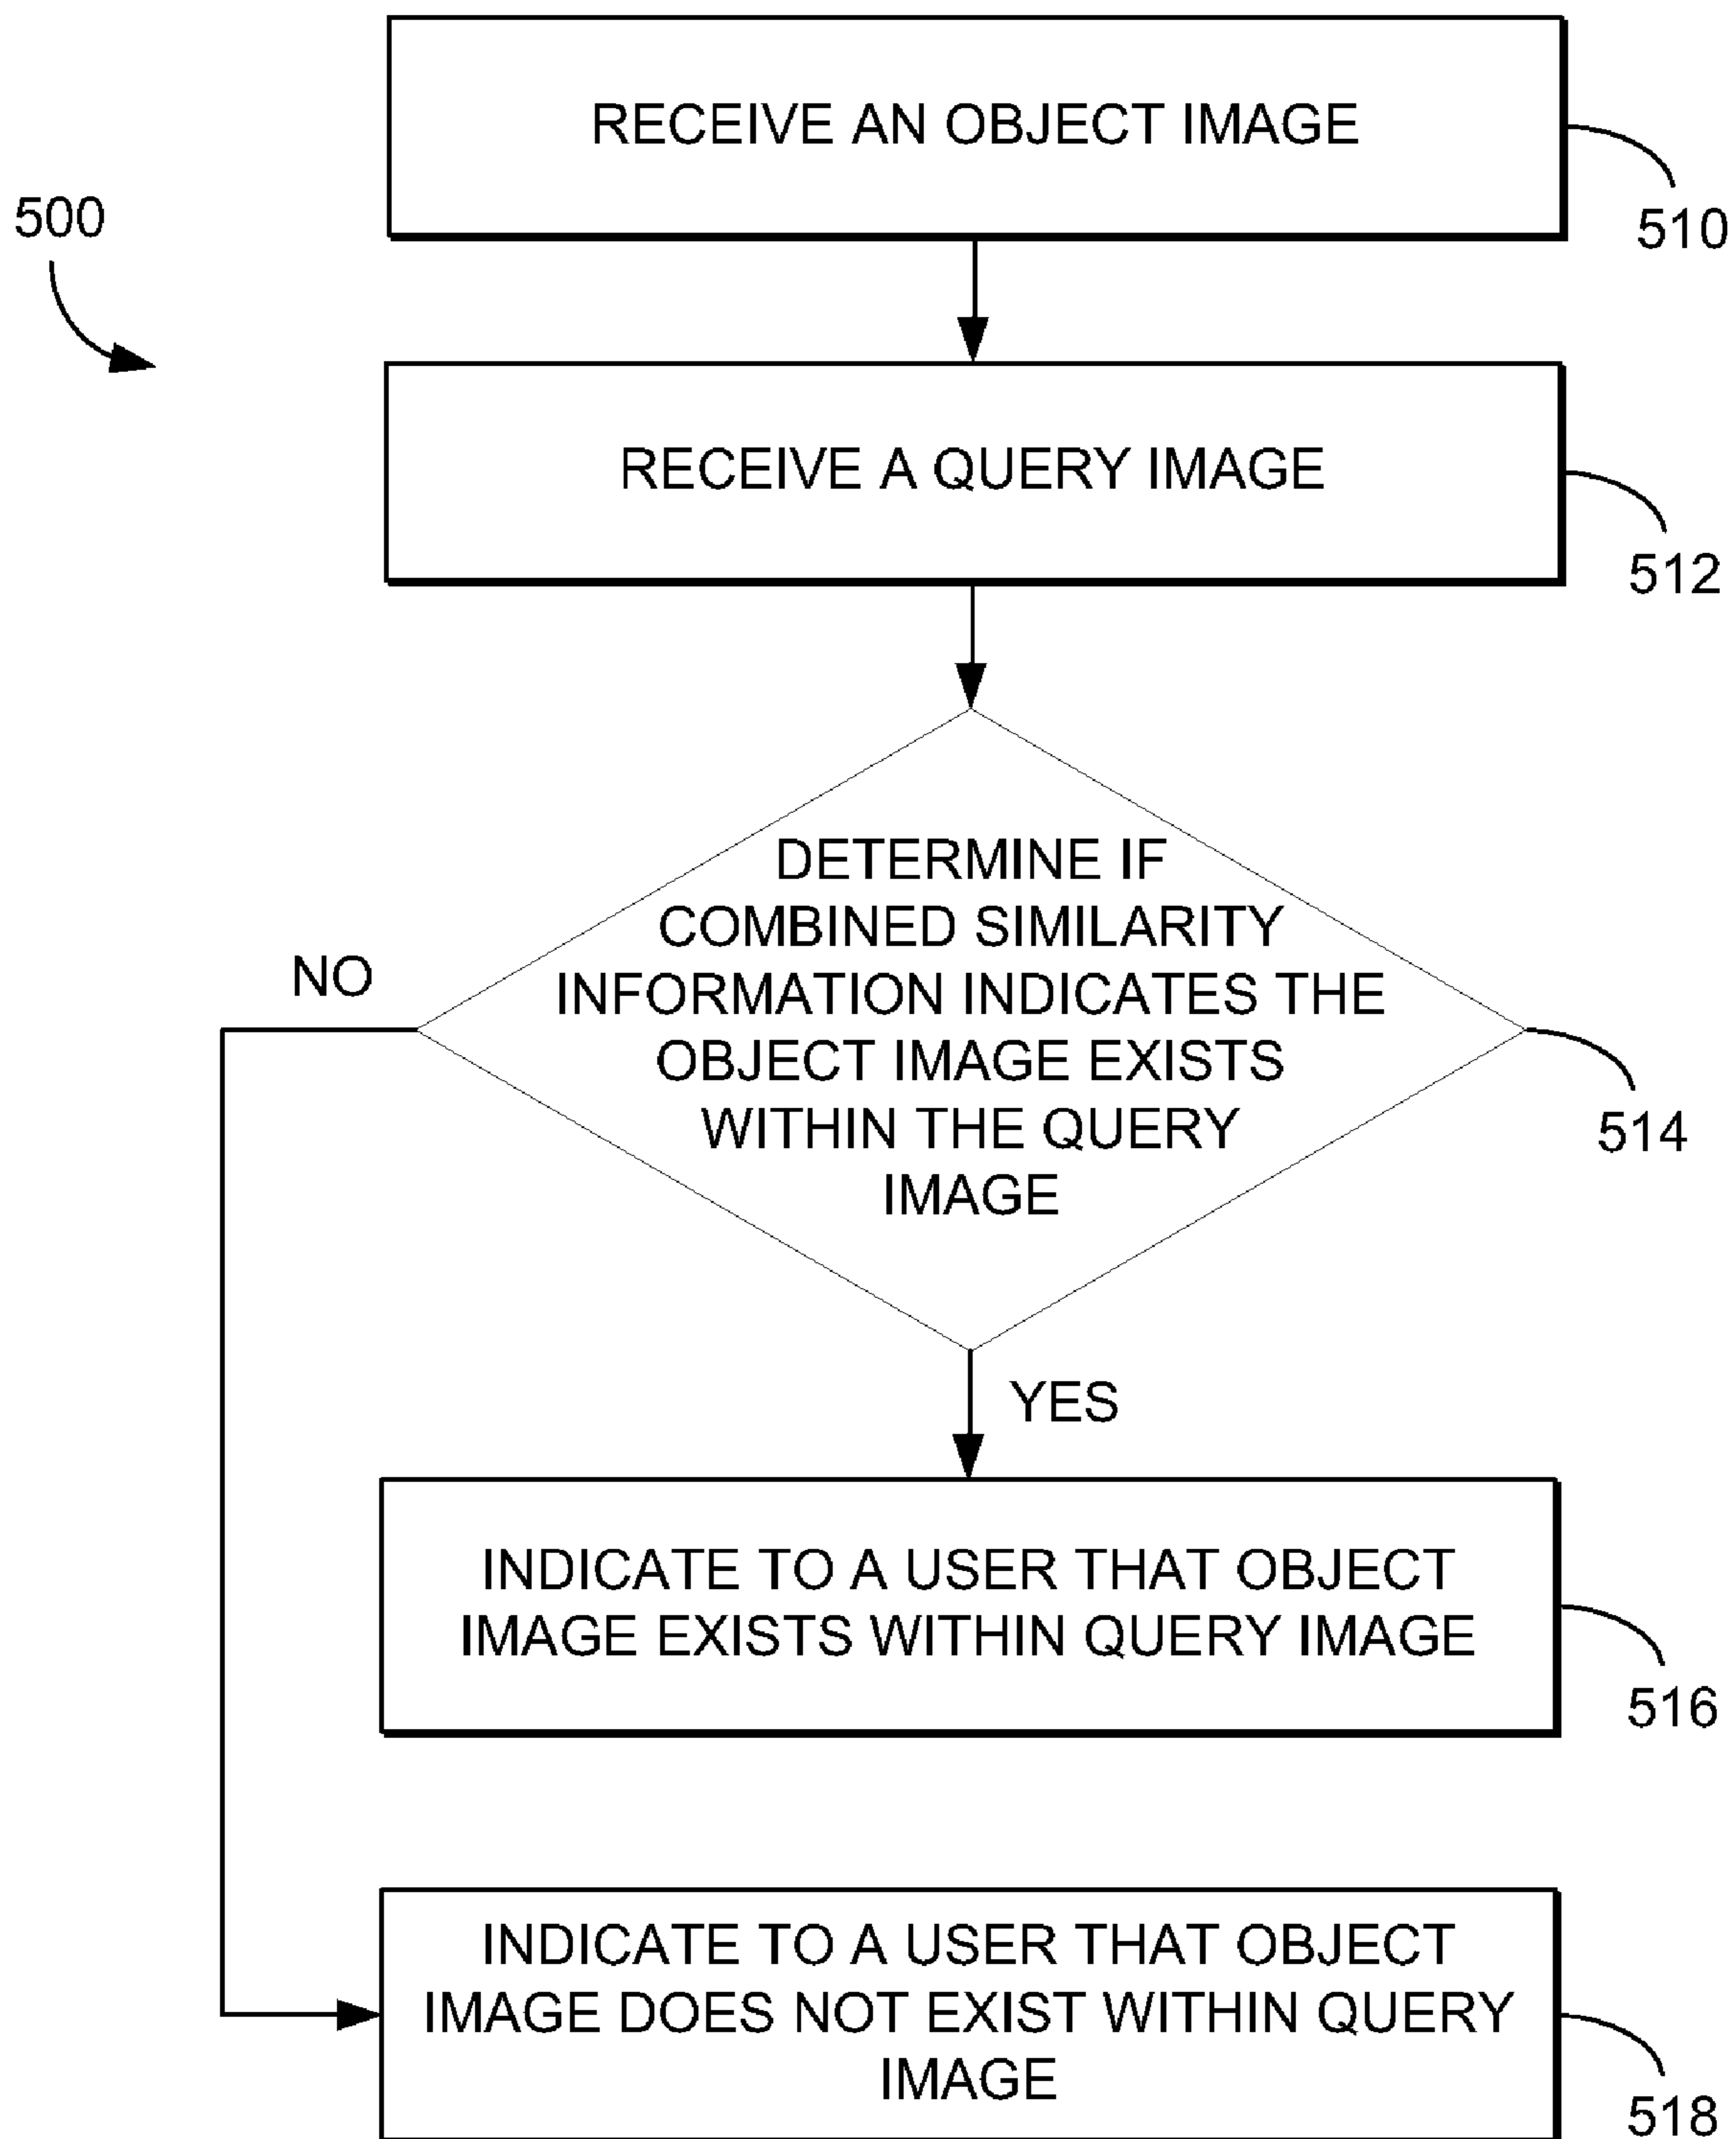 RECEIVE AN OBJECT IMAGE
500
510
RECEIVE A QUERY IMAGE
512
DETERMINE IF
COMBINED SIMILARITY
INFORMATION INDICATES THE
OBJECT IMAGE EXISTS
WITHIN THE QUERY
IMAGE
NO
514
YES
INDICATE TO A USER THAT OBJECT
IMAGE EXISTS WITHIN QUERY IMAGE
516
INDICATE TO A USER THAT OBJECT
IMAGE DOES NOT EXIST WITHIN QUERY
IMAGE
518